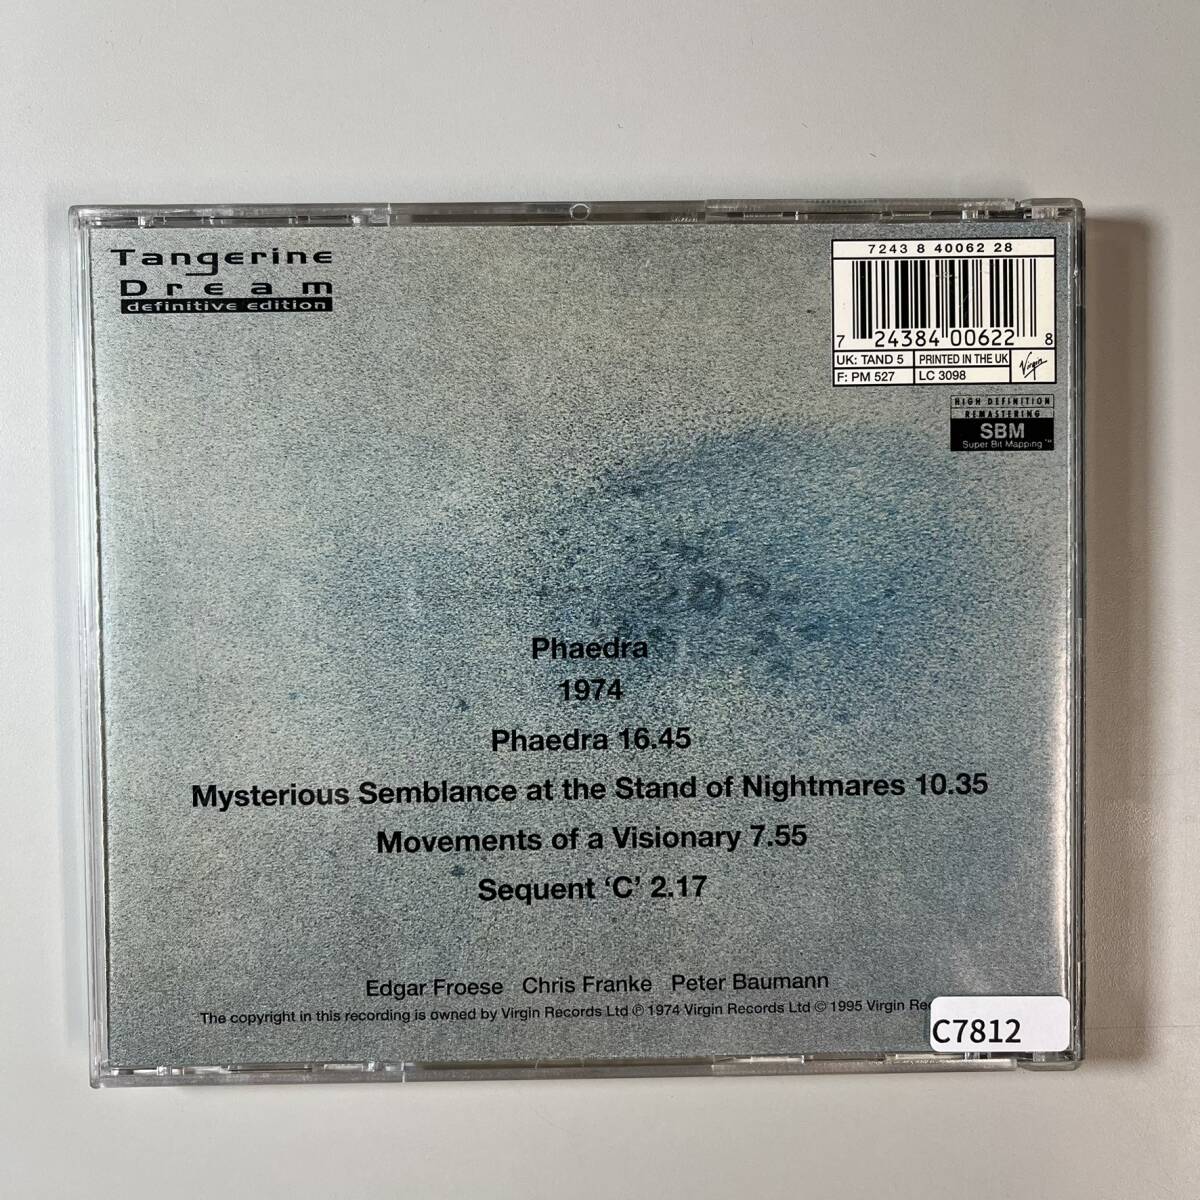 Tangerine
Dream
definitive edition
7243 8 40062 28
7 24384 00622 8
UK: TAND 5
PRINTED IN THE UK
F: PM 527
LC 3098
Virgin
HIGH DEFINITION
REMASTERING
SBM
Super Bit Mapping™
Phaedra
1974
Phaedra 16.45
Mysterious Semblance at the Stand of Nightmares 10.35
Movements of a Visionary 7.55
Sequent ‘C’ 2.17
Edgar Froese Chris Franke Peter Baumann
The copyright in this recording is owned by Virgin Records Ltd ℗ 1974 Virgin Records Ltd © 1995 Virgin
C7812